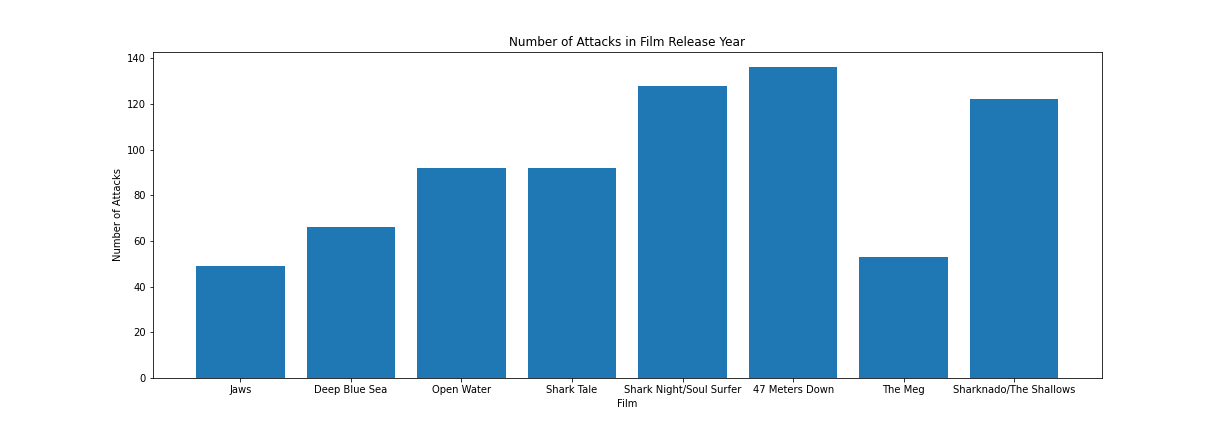 Number of Attacks in Film Release Year
Number of Attacks
140
120
100
80
60
40
20
0
Jaws Deep Blue Sea Open Water Shark Tale Shark Night/Soul Surfer 47 Meters Down The Meg Sharknado/The Shallows
Film